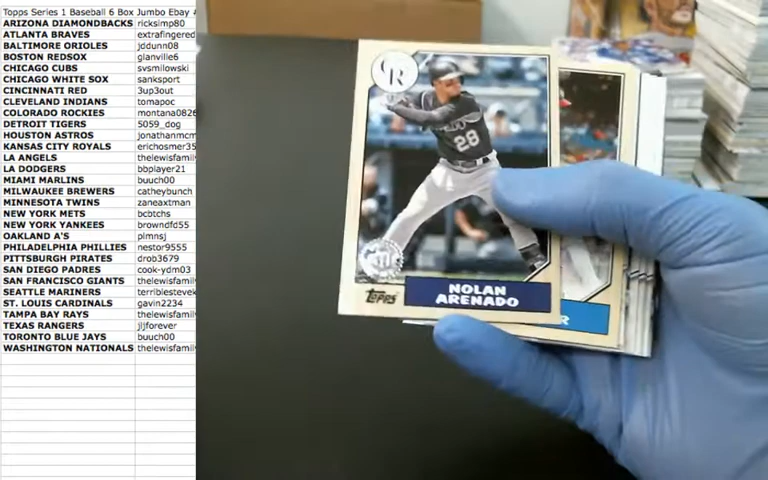 Topps Series 1 Baseball 6 Box Jumbo Ebay
ARIZONA DIAMONDBACKS ricksimp80
ATLANTA BRAVES extrafingered
BALTIMORE ORIOLES jddunn08
BOSTON REDSOX glanville6
CHICAGO CUBS svsmilowski
CHICAGO WHITE SOX sanksport
CINCINNATI RED 3up3out
CLEVELAND INDIANS tomapoc
COLORADO ROCKIES montana0826
DETROIT TIGERS 5059_dog
HOUSTON ASTROS jonathanmcm
KANSAS CITY ROYALS erichosmer35
LA ANGELS thelewisfamil
LA DODGERS bbplayer21
MIAMI MARLINS buuch00
MILWAUKEE BREWERS catheybunch
MINNESOTA TWINS zaneaxtman
NEW YORK METS bcbtchs
NEW YORK YANKEES browndfd55
OAKLAND A'S pimnsj
PHILADELPHIA PHILLIES nestor9555
PITTSBURGH PIRATES drob3679
SAN DIEGO PADRES cook-ydm03
SAN FRANCISCO GIANTS thelewisfamil
SEATTLE MARINERS terriblestevek
ST. LOUIS CARDINALS gavin2234
TAMPA BAY RAYS thelewisfamil
TEXAS RANGERS jljforever
TORONTO BLUE JAYS buuch00
WASHINGTON NATIONALS thelewisfamil
CR
28
TOPPS
NOLAN
ARENADO
R